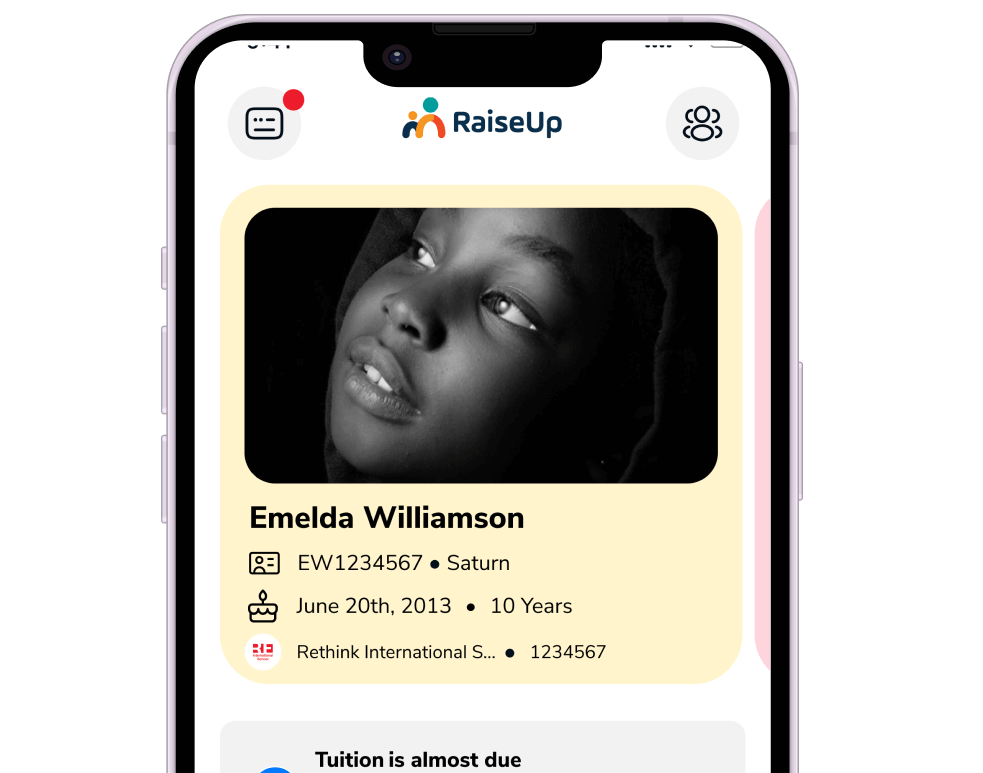 RaiseUp
Emelda Williamson
EW1234567 • Saturn
June 20th, 2013 • 10 Years
Rethink International S... • 1234567
Tuition is almost due